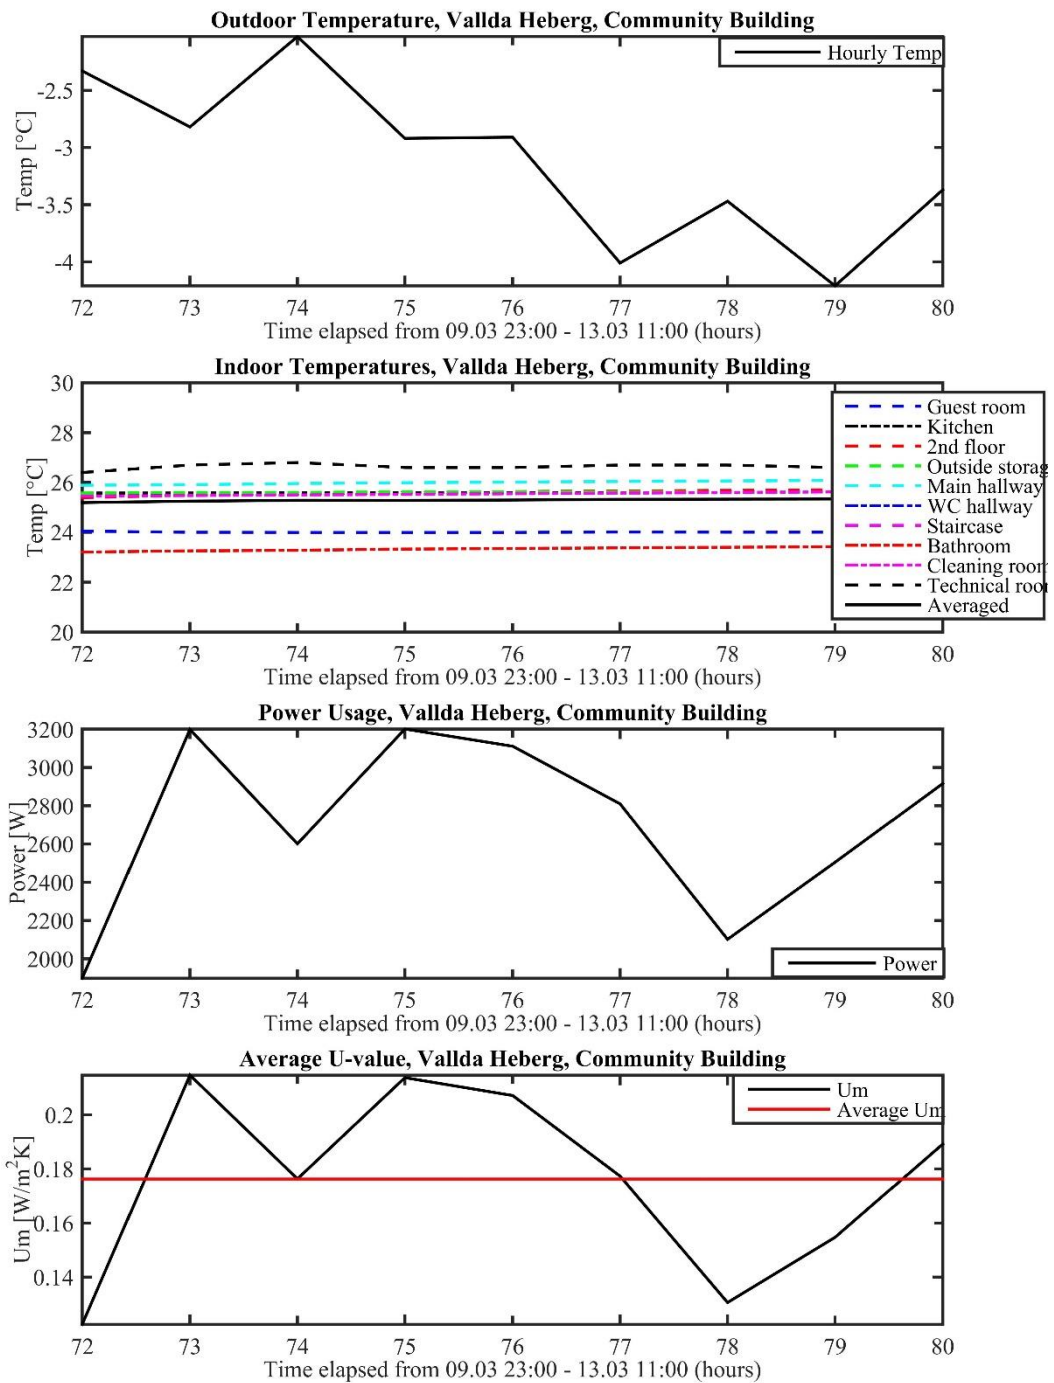 Outdoor Temperature, Vallda Heberg, Community Building
Hourly Temp
Temp [°C]
-2.5
-3
-3.5
-4
72 73 74 75 76 77 78 79 80
Time elapsed from 09.03 23:00 - 13.03 11:00 (hours)
Indoor Temperatures, Vallda Heberg, Community Building
Temp [°C]
30
28
26
24
22
20
Guest room
Kitchen
2nd floor
Outside storag
Main hallway
WC hallway
Staircase
Bathroom
Cleaning room
Technical room
Averaged
72 73 74 75 76 77 78 79 80
Time elapsed from 09.03 23:00 - 13.03 11:00 (hours)
Power Usage, Vallda Heberg, Community Building
Power [W]
3200
3000
2800
2600
2400
2200
2000
Power
72 73 74 75 76 77 78 79 80
Time elapsed from 09.03 23:00 - 13.03 11:00 (hours)
Average U-value, Vallda Heberg, Community Building
Um [W/m²K]
0.2
0.18
0.16
0.14
Um
Average Um
72 73 74 75 76 77 78 79 80
Time elapsed from 09.03 23:00 - 13.03 11:00 (hours)